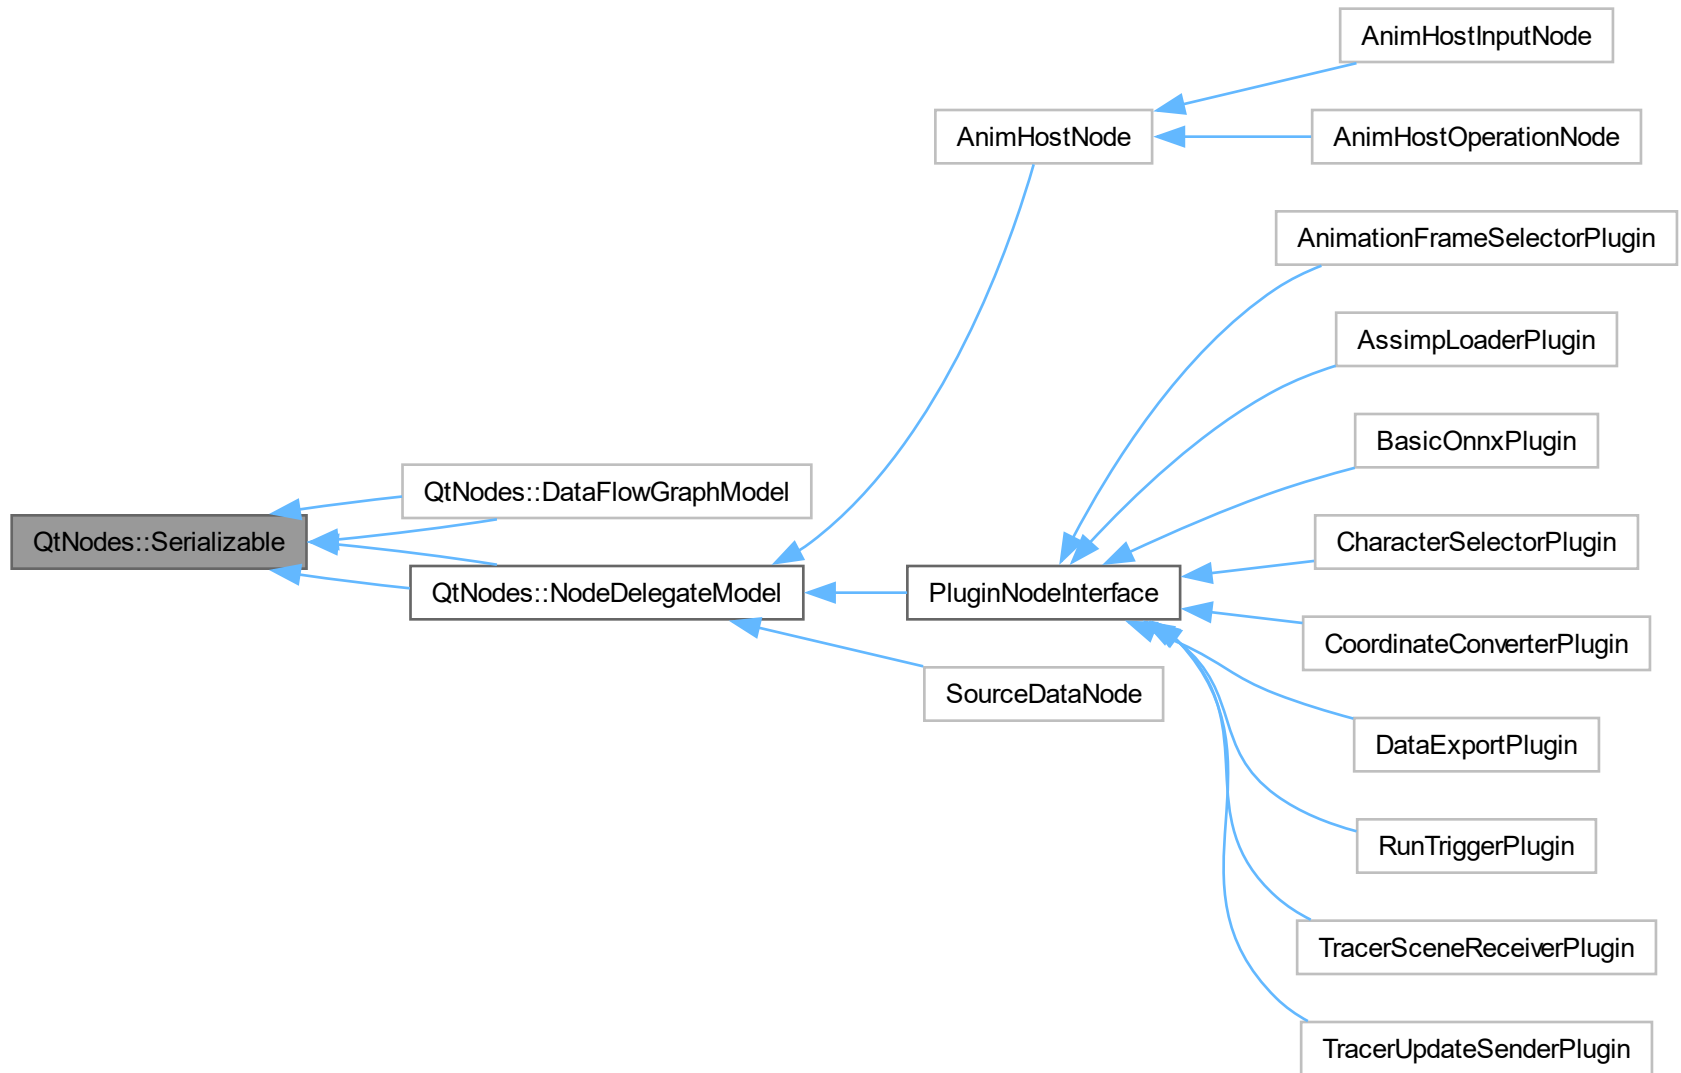 AnimHostInputNode
AnimHostNode
AnimHostOperationNode
AnimationFrameSelectorPlugin
AssimpLoaderPlugin
BasicOnnxPlugin
QtNodes::DataFlowGraphModel
QtNodes::Serializable
CharacterSelectorPlugin
QtNodes::NodeDelegateModel
PluginNodeInterface
CoordinateConverterPlugin
SourceDataNode
DataExportPlugin
RunTriggerPlugin
TracerSceneReceiverPlugin
TracerUpdateSenderPlugin